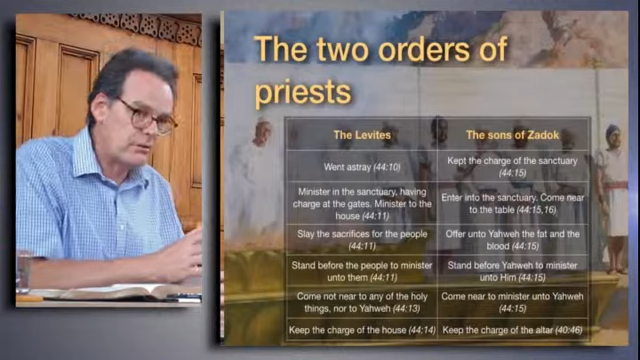 The two orders of
priests
The Levites
The sons of Zadok
Went astray (44:10)
Kept the charge of the sanctuary
(44:15)
Minister in the sanctuary, having
charge at the gates. Minister to the
house (44:11)
Enter into the sanctuary. Come near
to the table (44:15,16)
Slay the sacrifices for the people
(44:11)
Offer unto Yahweh the fat and the
blood (44:15)
Stand before the people to minister
unto them (44:11)
Stand before Yahweh to minister
unto Him (44:15)
Come not near to any of the holy
things, nor to Yahweh (44:13)
Come near to minister unto Yahweh
(44:15)
Keep the charge of the house (44:14)
Keep the charge of the altar (40:46)